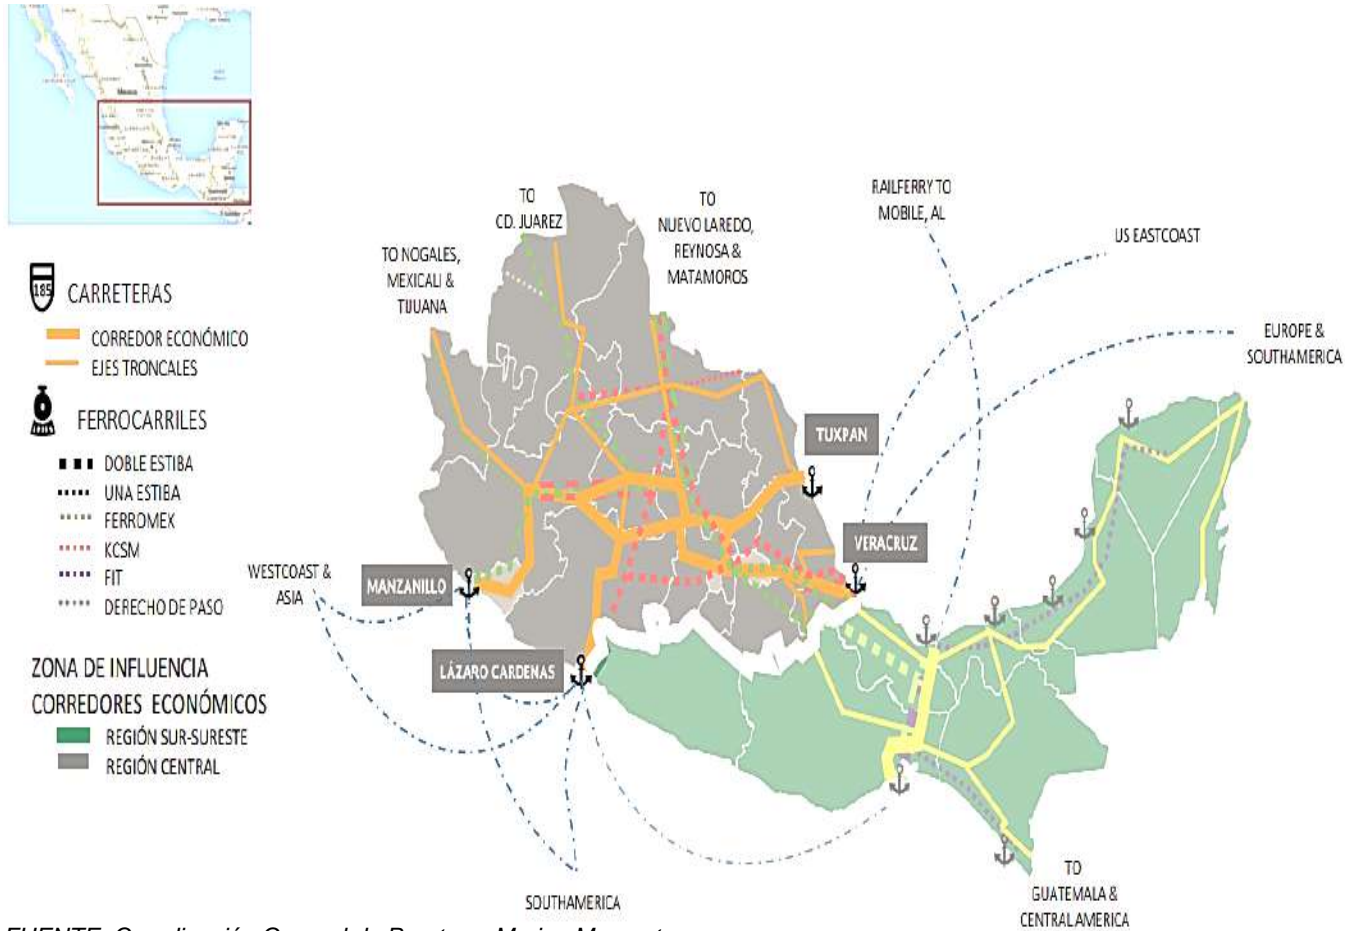 TO
CD. JUAREZ
TO
NUEVO LAREDO,
REYNOSA &
MATAMOROS
RAILFERRY TO
MOBILE, AL
US EASTCOAST
TO NOGALES,
MEXICALI &
TIJUANA
EUROPE &
SOUTHAMERICA
185
CARRETERAS
CORREDOR ECONÓMICO
EJES TRONCALES
FERROCARRILES
DOBLE ESTIBA
UNA ESTIBA
FERROMEX
KCSM
FIT
DERECHO DE PASO
ZONA DE INFLUENCIA
CORREDORES ECONÓMICOS
REGIÓN SUR-SURESTE
REGIÓN CENTRAL
TUXPAN
VERACRUZ
WESTCOAST &
ASIA
MANZANILLO
LÁZARO CARDENAS
SOUTHAMERICA
TO
GUATEMALA &
CENTRALAMERICA